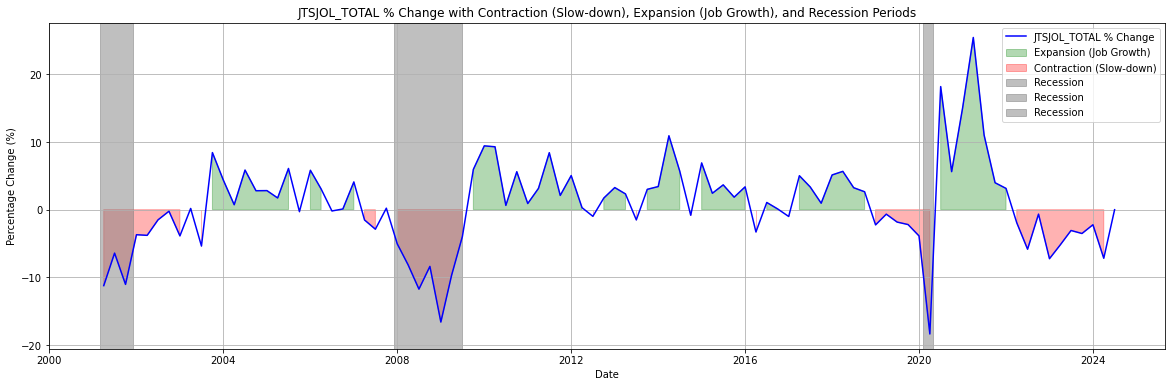 JTSJOL_TOTAL % Change with Contraction (Slow-down), Expansion (Job Growth), and Recession Periods
JTSJOL_TOTAL % Change
Expansion (Job Growth)
Contraction (Slow-down)
Recession
Recession
Recession
Percentage Change (%)
20
10
0
−10
−20
2000
2004
2008
2012
2016
2020
2024
Date